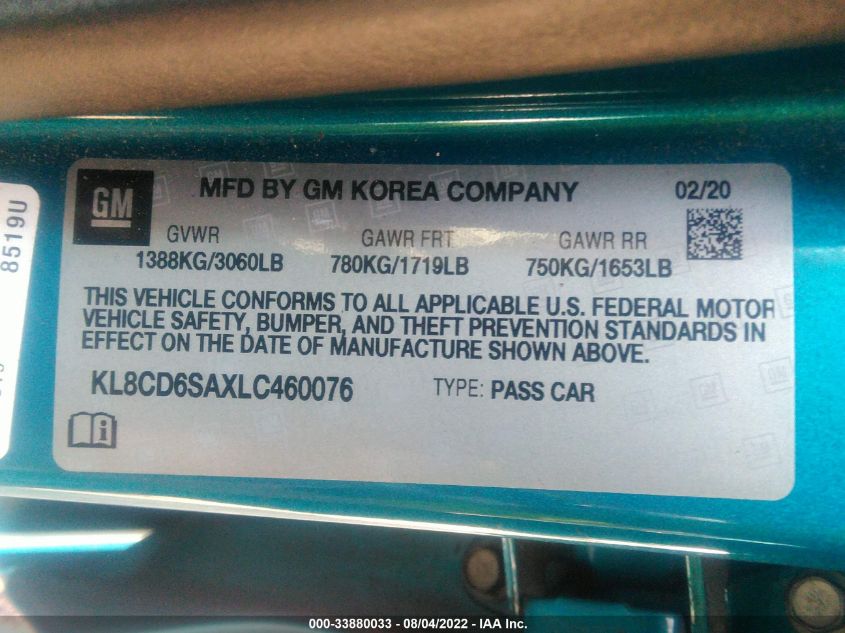 GM
MFD BY GM KOREA COMPANY 02/20
GVWR GAWR FRT GAWR RR
1388KG/3060LB 780KG/1719LB 750KG/1653LB
THIS VEHICLE CONFORMS TO ALL APPLICABLE U.S. FEDERAL MOTOR
VEHICLE SAFETY, BUMPER, AND THEFT PREVENTION STANDARDS IN
EFFECT ON THE DATE OF MANUFACTURE SHOWN ABOVE.
KL8CD6SAXLC460076 TYPE: PASS CAR
8519U
000-33880033 - 08/04/2022 - IAA Inc.